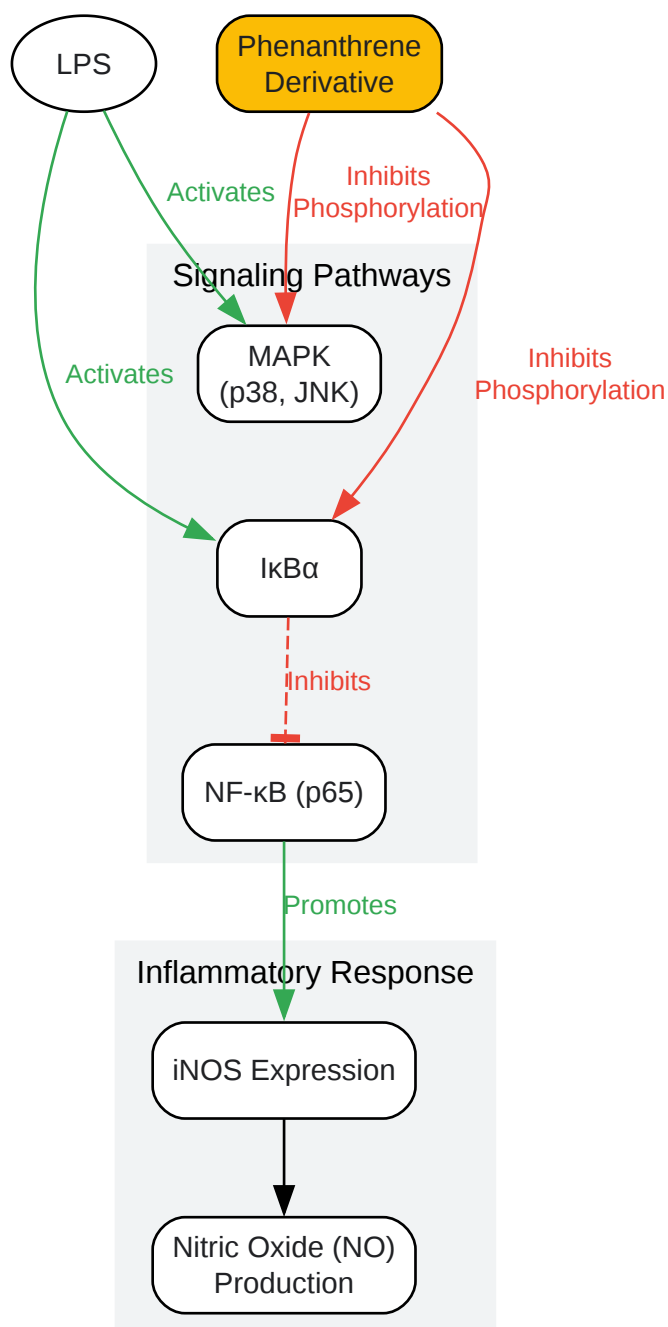 LPS
Phenanthrene
Derivative
Activates
Inhibits
Phosphorylation
Signaling Pathways
MAPK
(p38, JNK)
Activates
Inhibits
Phosphorylation
IκBα
Inhibits
NF-κB (p65)
Promotes
Inflammatory Response
iNOS Expression
Nitric Oxide (NO)
Production